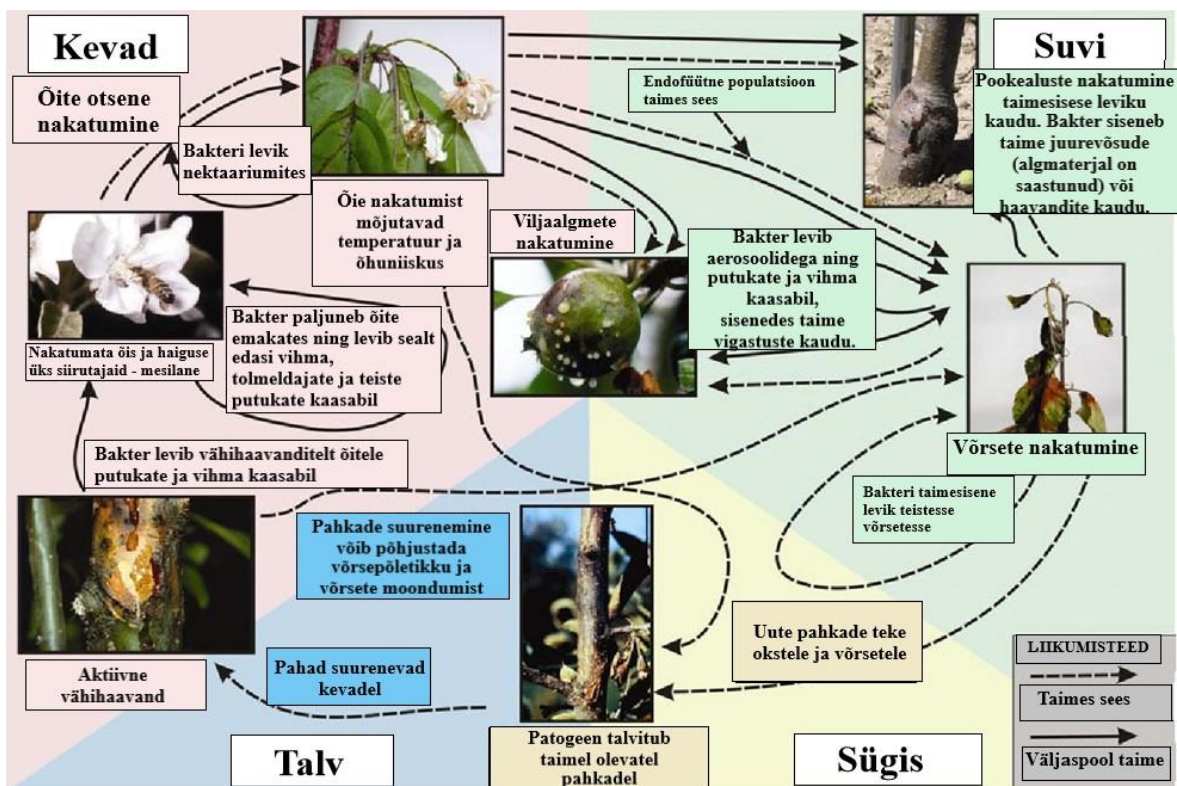 Kevad
Suvi
Õite otsene
nakatumine
Bakteri levik
nektaariumites
Endofüütne populatsioon
taimes sees
Pookealuste nakatumine
taimesisese leviku
kaudu. Bakter siseneb
taime juurevõsude
(algmaterjal on
saastunud) või
haavandite kaudu.
Õie nakatumist
mõjutavad
temperatuur ja
õhuniiskus
Viljaalgmete
nakatumine
Bakter levib
aerosoolidega ning
putukate ja vihma
kaasabil,
sisenedes taime
vigastuste kaudu.
Nakatumata õis ja haiguse
üks siirutajaid - mesilane
Bakter paljuneb õite
emakates ning levib sealt
edasi vihma,
tolmeldajate ja teiste
putukate kaasabil
Bakter levib vähihaavanditelt õitele
putukate ja vihma kaasabil
Võrsete nakatumine
Bakteri taimesisene
levik teistesse
võrsetesse
Pahkade suurenemine
võib põhjustada
võrsepõletikku ja
võrsete moondumist
Uute pahkade teke
okstele ja võrsetele
Aktiivne
vähihaavand
Pahad suurenevad
kevadel
Patogeen talvitub
taimel olevatel
pahkadel
Talv
Sügis
LIIKUMISTEED
Taimes sees
Väljaspool taime